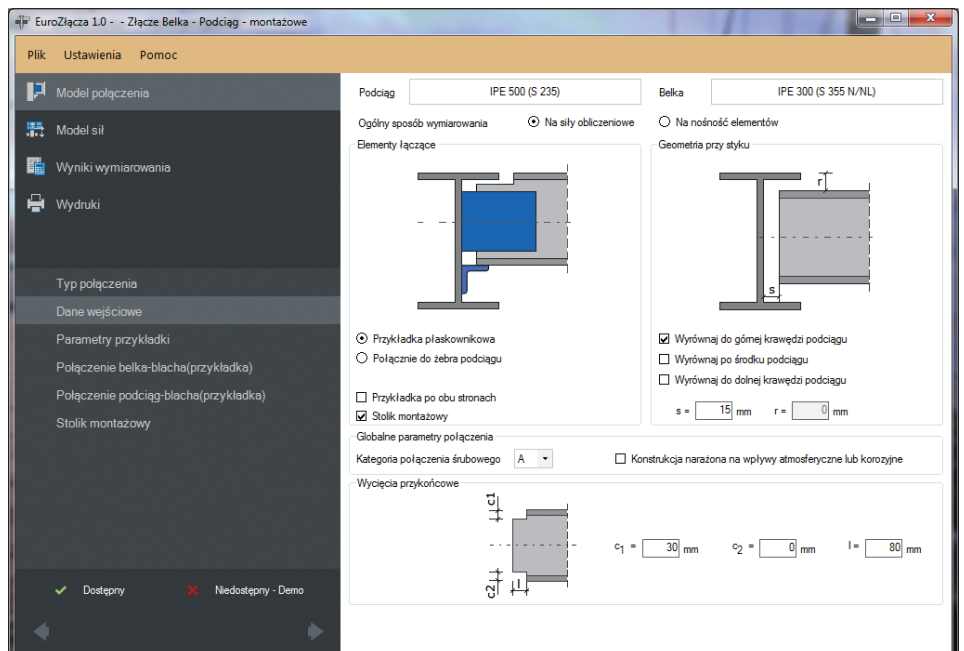 EuroZłącza 1.0 - - Złącze Belka - Podciąg - montażowe
Plik Ustawienia Pomoc
Model połączenia
Model sił
Wyniki wymiarowania
Wydruki
Typ połączenia
Dane wejściowe
Parametry przykładki
Połączenie belka-blacha(przykładka)
Połączenie podciąg-blacha(przykładka)
Stolik montażowy
Dostępny Niedostępny - Demo
Podciąg IPE 500 (S 235) Belka IPE 300 (S 355 N/NL)
Ogólny sposób wymiarowania Na siły obliczeniowe Na nośność elementów
Elementy łączące
Przykładka płaskownikowa
Połącznie do żebra podciągu
Przykładka po obu stronach
Stolik montażowy
Geometria przy styku
r
s
Wyrównaj do górnej krawędzi podciągu
Wyrównaj po środku podciągu
Wyrównaj do dolnej krawędzi podciągu
s = 15 mm r = 0 mm
Globalne parametry połączenia
Kategoria połączenia śrubowego A Konstrukcja narażona na wpływy atmosferyczne lub korozyjne
Wycięcia przykońcowe
c1
c2
l
c1 = 30 mm c2 = 0 mm l = 80 mm